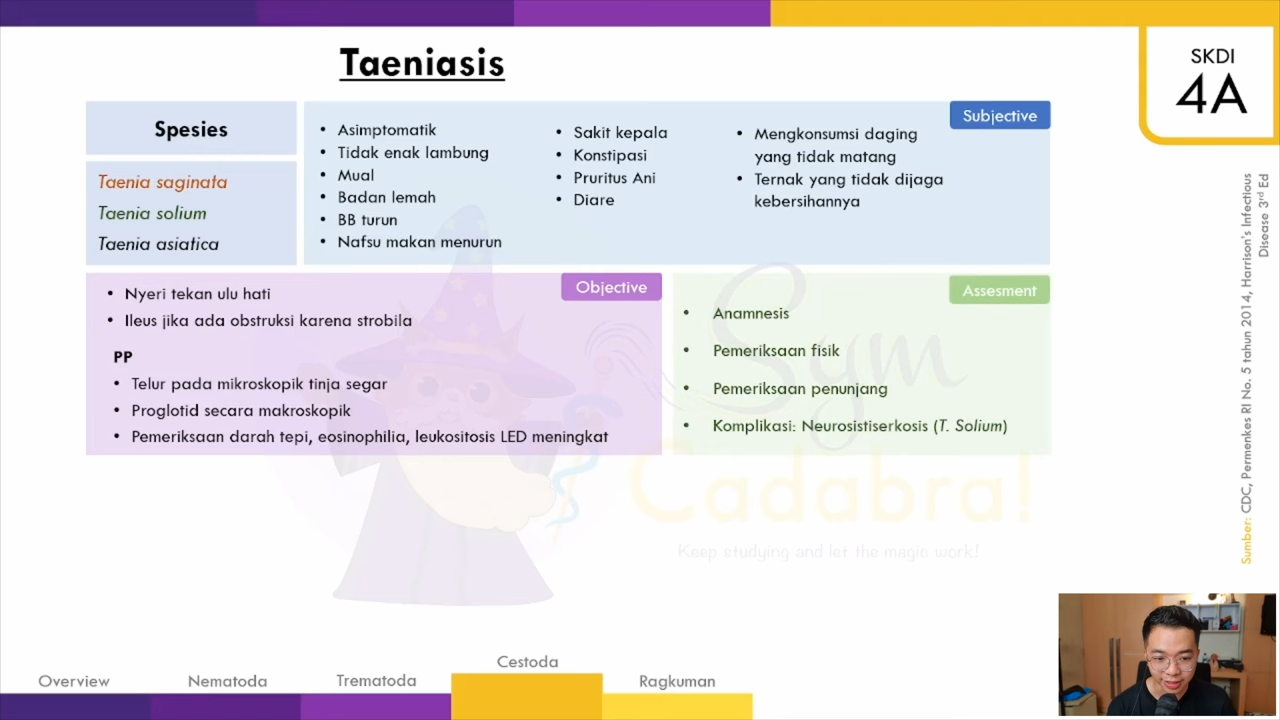 Taeniasis
SKDI
4A
Spesies
Taenia saginata
Taenia solium
Taenia asiatica
Subjective
• Asimptomatik
• Tidak enak lambung
• Mual
• Badan lemah
• BB turun
• Nafsu makan menurun
• Sakit kepala
• Konstipasi
• Pruritus Ani
• Diare
• Mengkonsumsi daging
yang tidak matang
• Ternak yang tidak dijaga
kebersihannya
Objective
• Nyeri tekan ulu hati
• Ileus jika ada obstruksi karena strobila
PP
• Telur pada mikroskopik tinja segar
• Proglotid secara makroskopik
• Pemeriksaan darah tepi, eosinophilia, leukositosis LED meningkat
Assesment
• Anamnesis
• Pemeriksaan fisik
• Pemeriksaan penunjang
• Komplikasi: Neurosistiserkosis (T. Solium)
Sym
Cadabra!
Keep studying and let the magic work!
Sumber: CDC, Permenkes RI No. 5 tahun 2014, Harrison's Infectious
Disease 3rd Ed
Overview
Nematoda
Trematoda
Cestoda
Ragkuman